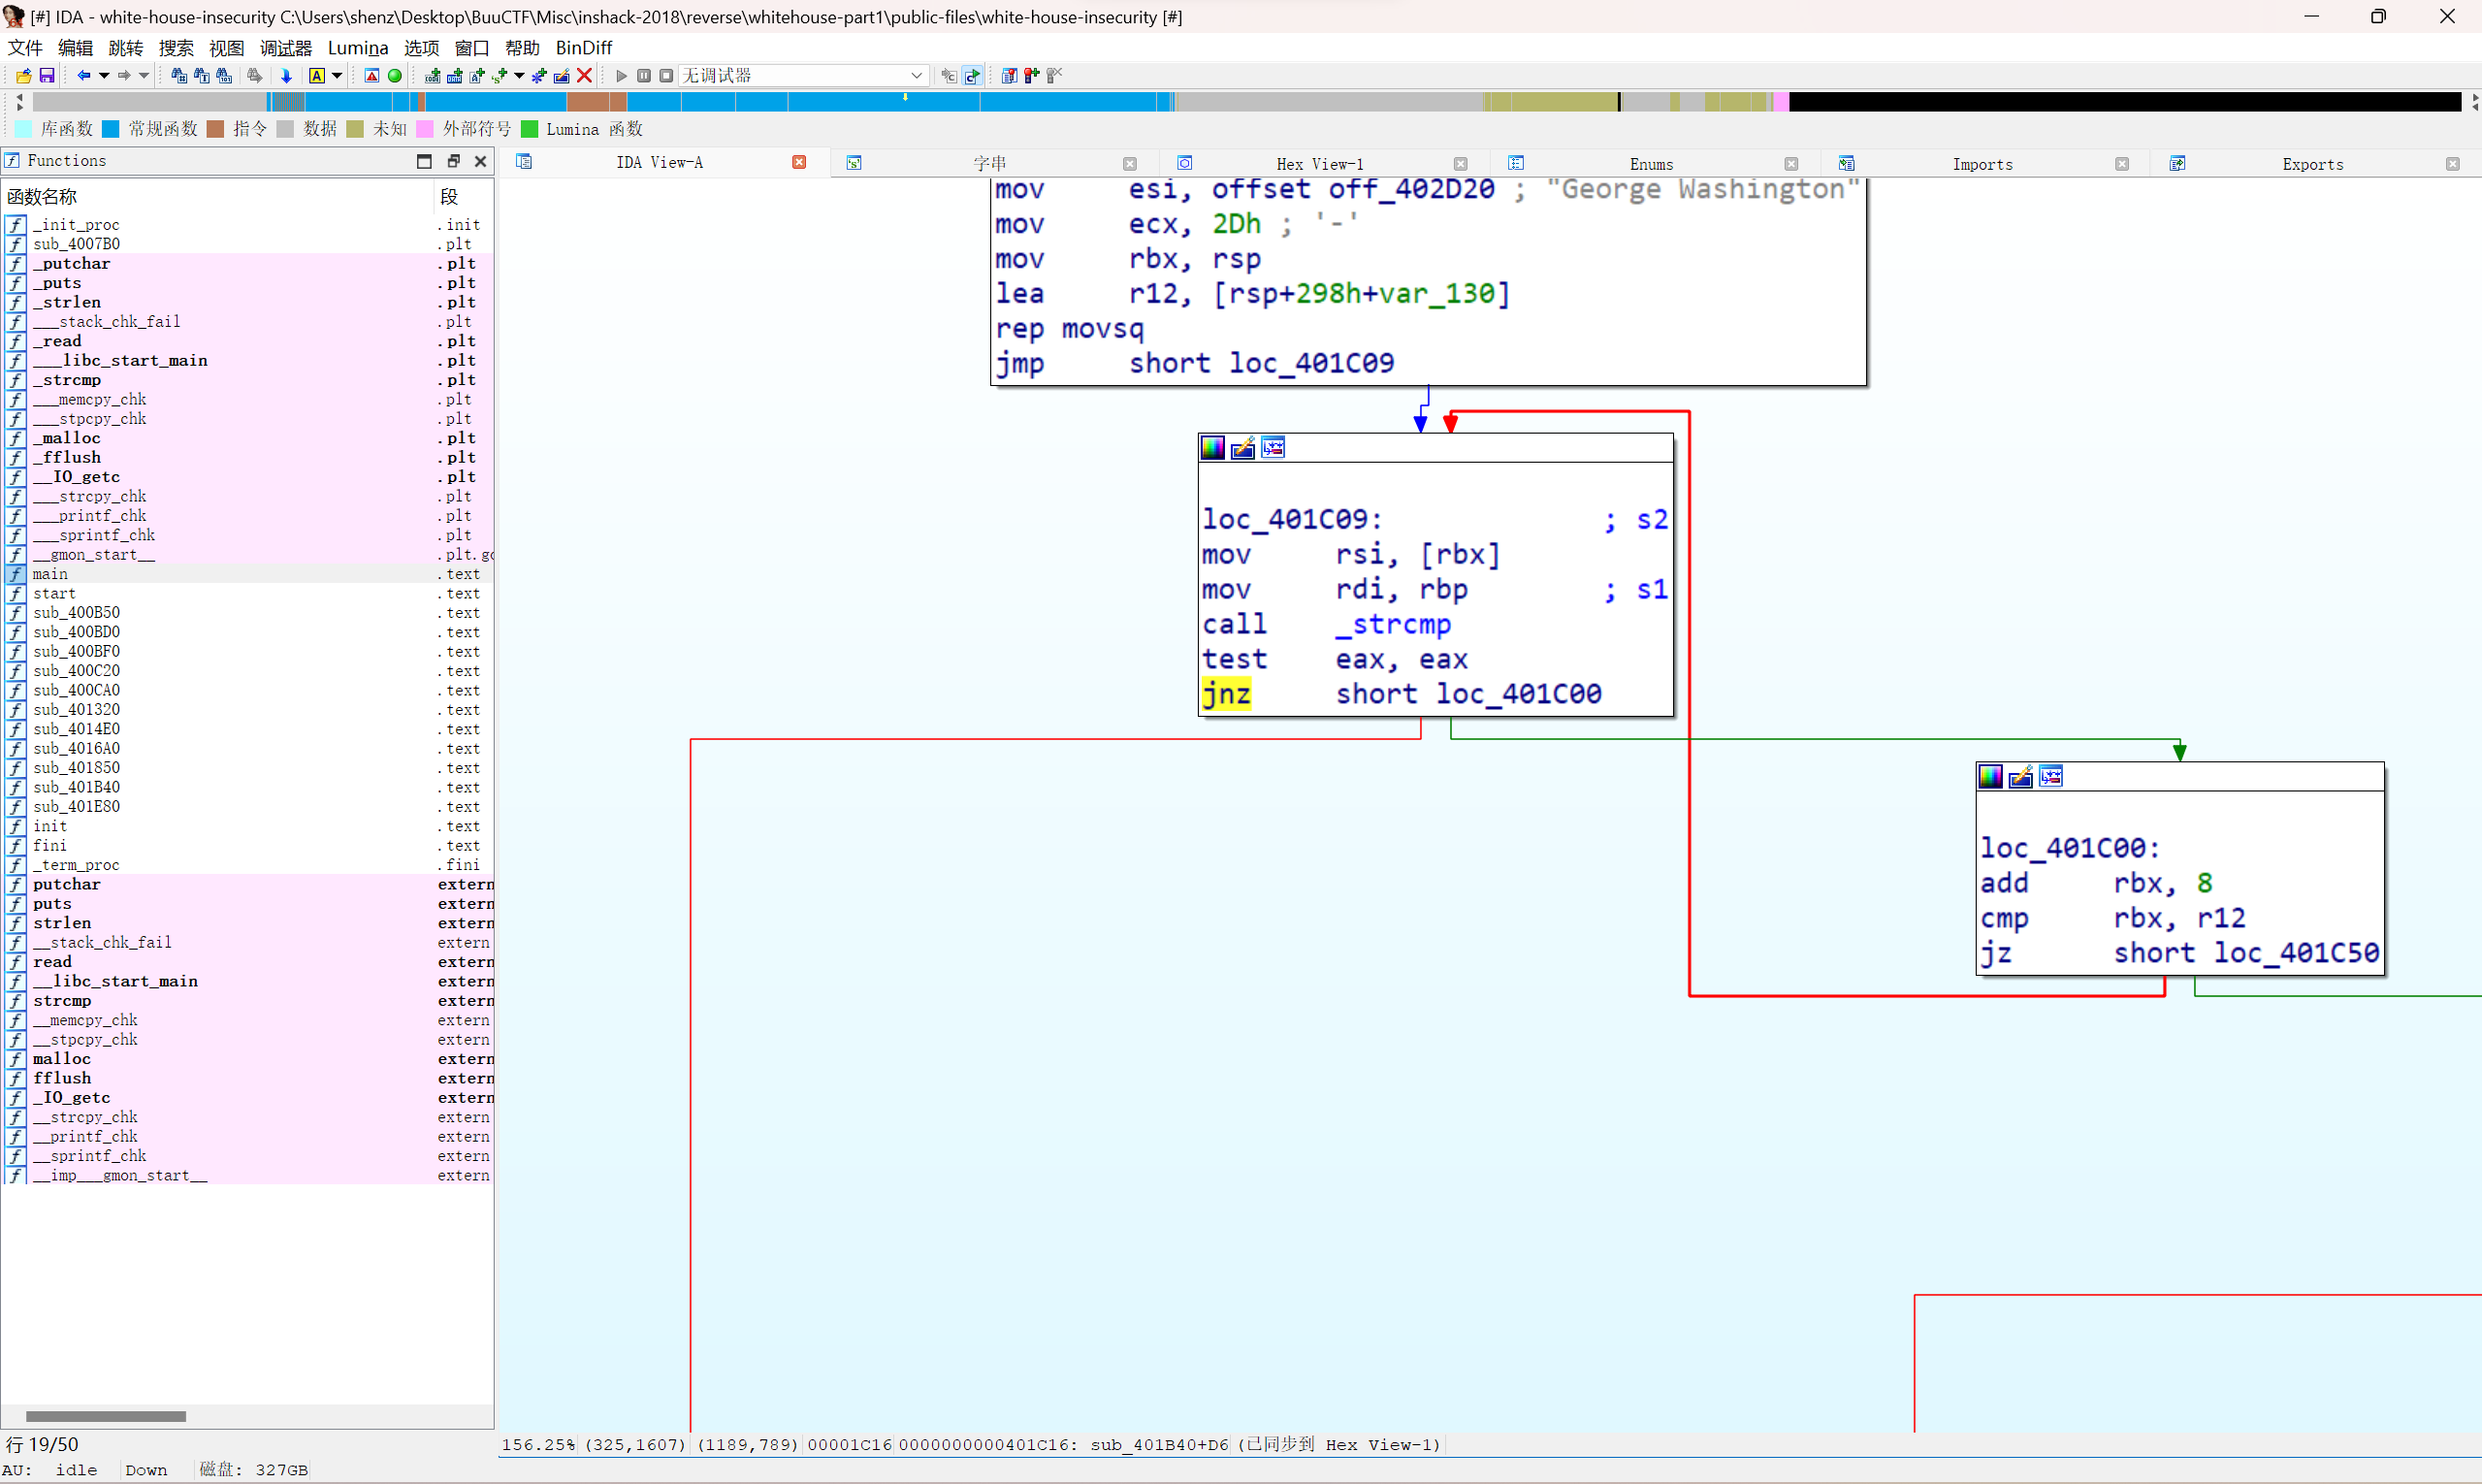 [#] IDA - white-house-insecurity C:\Users\shenz\Desktop\BuuCTF\Misc\inshack-2018\reverse\whitehouse-part1\public-files\white-house-insecurity [#]
文件 编辑 跳转 搜索 视图 调试器 Lumina 选项 窗口 帮助 BinDiff
无调试器
库函数 常规函数 指令 数据 未知 外部符号 Lumina 函数
Functions
函数名称 段
_init_proc .init
sub_4007B0 .plt
_putchar .plt
_puts .plt
_strlen .plt
___stack_chk_fail .plt
_read .plt
___libc_start_main .plt
_strcmp .plt
___memcpy_chk .plt
___stpcpy_chk .plt
_malloc .plt
_fflush .plt
__IO_getc .plt
___strcpy_chk .plt
___printf_chk .plt
___sprintf_chk .plt
__gmon_start__ .plt.go
main .text
start .text
sub_400B50 .text
sub_400BD0 .text
sub_400BF0 .text
sub_400C20 .text
sub_400CA0 .text
sub_401320 .text
sub_4014E0 .text
sub_4016A0 .text
sub_401850 .text
sub_401B40 .text
sub_401E80 .text
init .text
fini .text
_term_proc .fini
putchar extern
puts extern
strlen extern
__stack_chk_fail extern
read extern
__libc_start_main extern
strcmp extern
__memcpy_chk extern
__stpcpy_chk extern
malloc extern
fflush extern
_IO_getc extern
__strcpy_chk extern
__printf_chk extern
__sprintf_chk extern
__imp___gmon_start__ extern
行 19/50
IDA View-A 字串 Hex View-1 Enums Imports Exports
mov esi, offset off_402D20 ; "George Washington"
mov ecx, 2Dh ; '-'
mov rbx, rsp
lea r12, [rsp+298h+var_130]
rep movsq
jmp short loc_401C09
loc_401C09: ; s2
mov rsi, [rbx]
mov rdi, rbp ; s1
call _strcmp
test eax, eax
jnz short loc_401C00
loc_401C00:
add rbx, 8
cmp rbx, r12
jz short loc_401C50
156.25% (325,1607) (1189,789) 00001C16 0000000000401C16: sub_401B40+D6 (已同步到 Hex View-1)
AU: idle Down 磁盘: 327GB